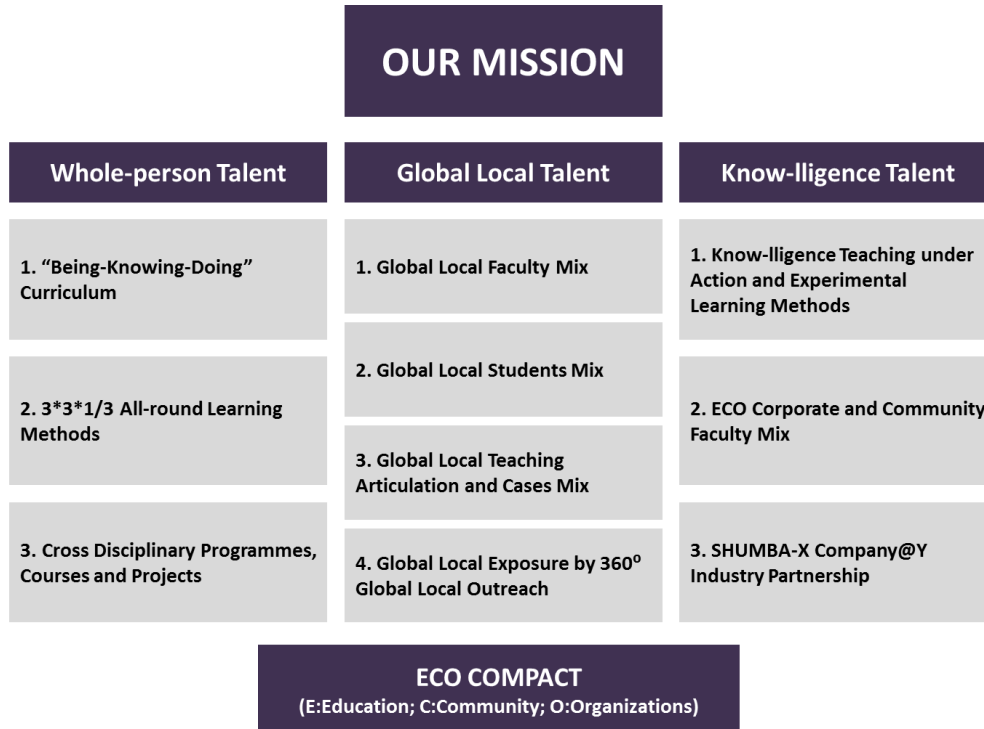 OUR MISSION
Whole-person Talent
1. “Being-Knowing-Doing”
Curriculum
2. 3*3*1/3 All-round Learning
Methods
3. Cross Disciplinary Programmes,
Courses and Projects
Global Local Talent
1. Global Local Faculty Mix
2. Global Local Students Mix
3. Global Local Teaching
Articulation and Cases Mix
4. Global Local Exposure by 360⁰
Global Local Outreach
Know-lligence Talent
1. Know-lligence Teaching under
Action and Experimental
Learning Methods
2. ECO Corporate and Community
Faculty Mix
3. SHUMBA-X Company@Y
Industry Partnership
ECO COMPACT
(E:Education; C:Community; O:Organizations)